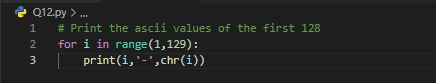 Q12.py > ...
1 # Print the ascii values of the first 128
2 for i in range(1,129):
3 print(i,'-',chr(i))